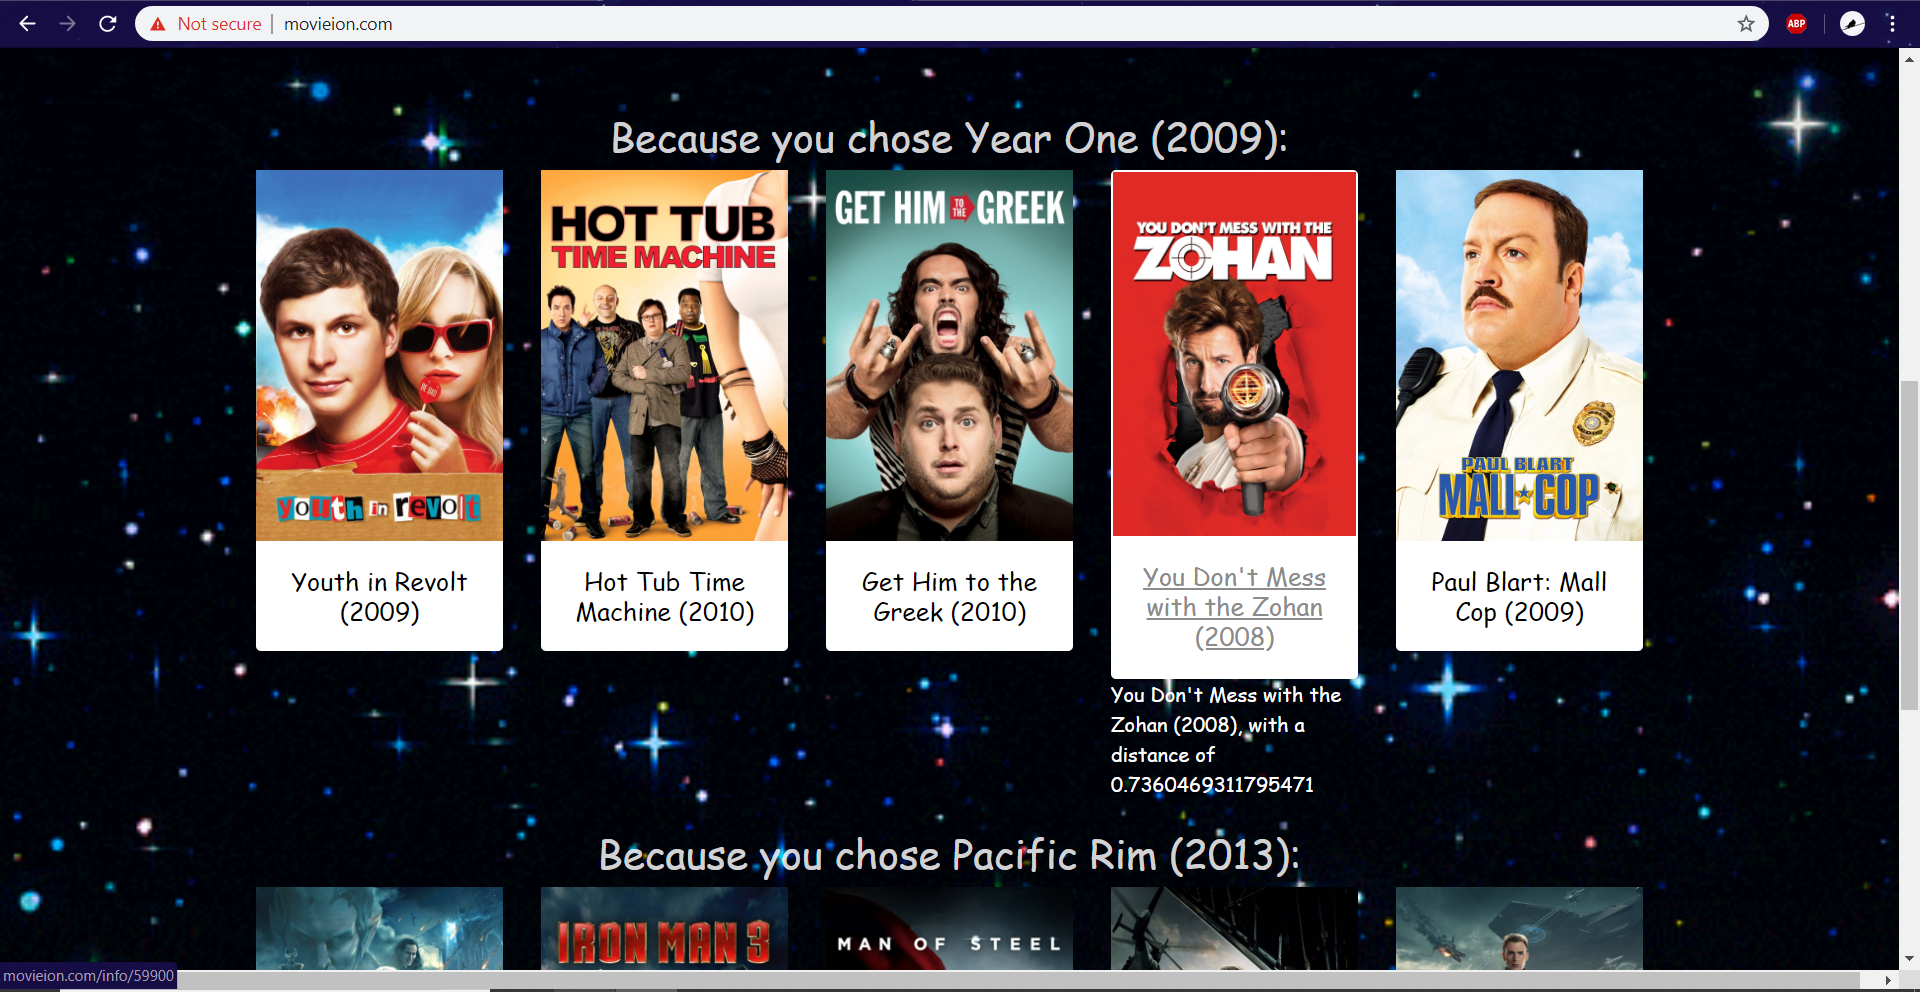 Not secure | movieion.com
ABP
Because you chose Year One (2009):
BE BAD
youth in revolt
HOT TUB
TIME MACHINE
GET HIM TO THE GREEK
YOU DON'T MESS WITH THE
ZOHAN
PAUL BLART
MALL COP
Youth in Revolt
(2009)
Hot Tub Time
Machine (2010)
Get Him to the
Greek (2010)
You Don't Mess
with the Zohan
(2008)
Paul Blart: Mall
Cop (2009)
You Don't Mess with the
Zohan (2008), with a
distance of
0.7360469311795471
Because you chose Pacific Rim (2013):
IRON MAN 3
MAN OF STEEL
movieion.com/info/59900